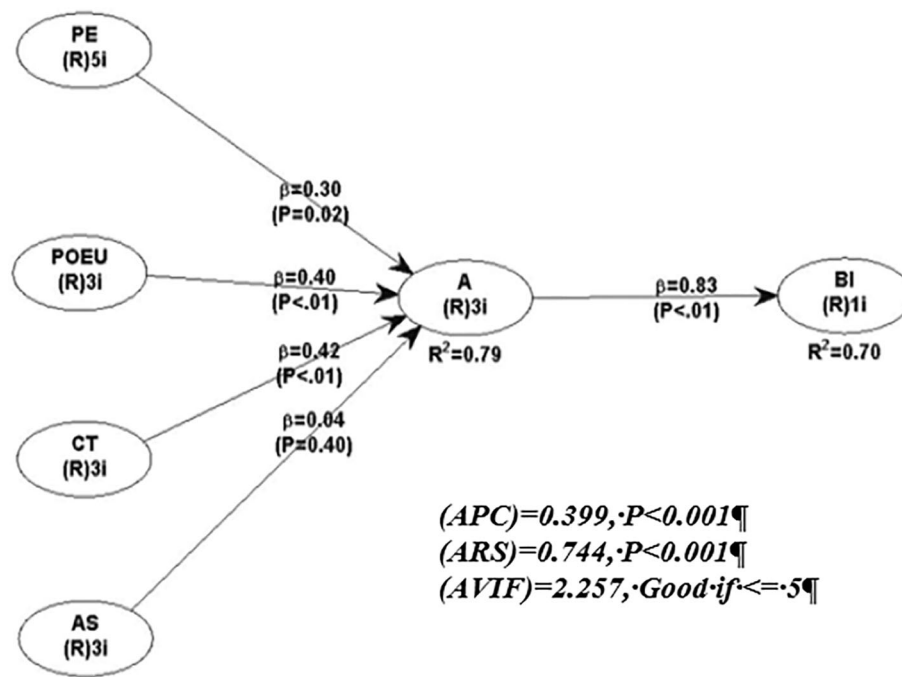 PE
(R)5i
β=0.30
(P=0.02)
POEU
(R)3i
β=0.40
(P<.01)
A
(R)3i
R²=0.79
β=0.83
(P<.01)
BI
(R)1i
R²=0.70
β=0.42
(P<.01)
CT
(R)3i
β=0.04
(P=0.40)
AS
(R)3i
(APC)=0.399,·P<0.001¶
(ARS)=0.744,·P<0.001¶
(AVIF)=2.257,·Good·if·<=·5¶